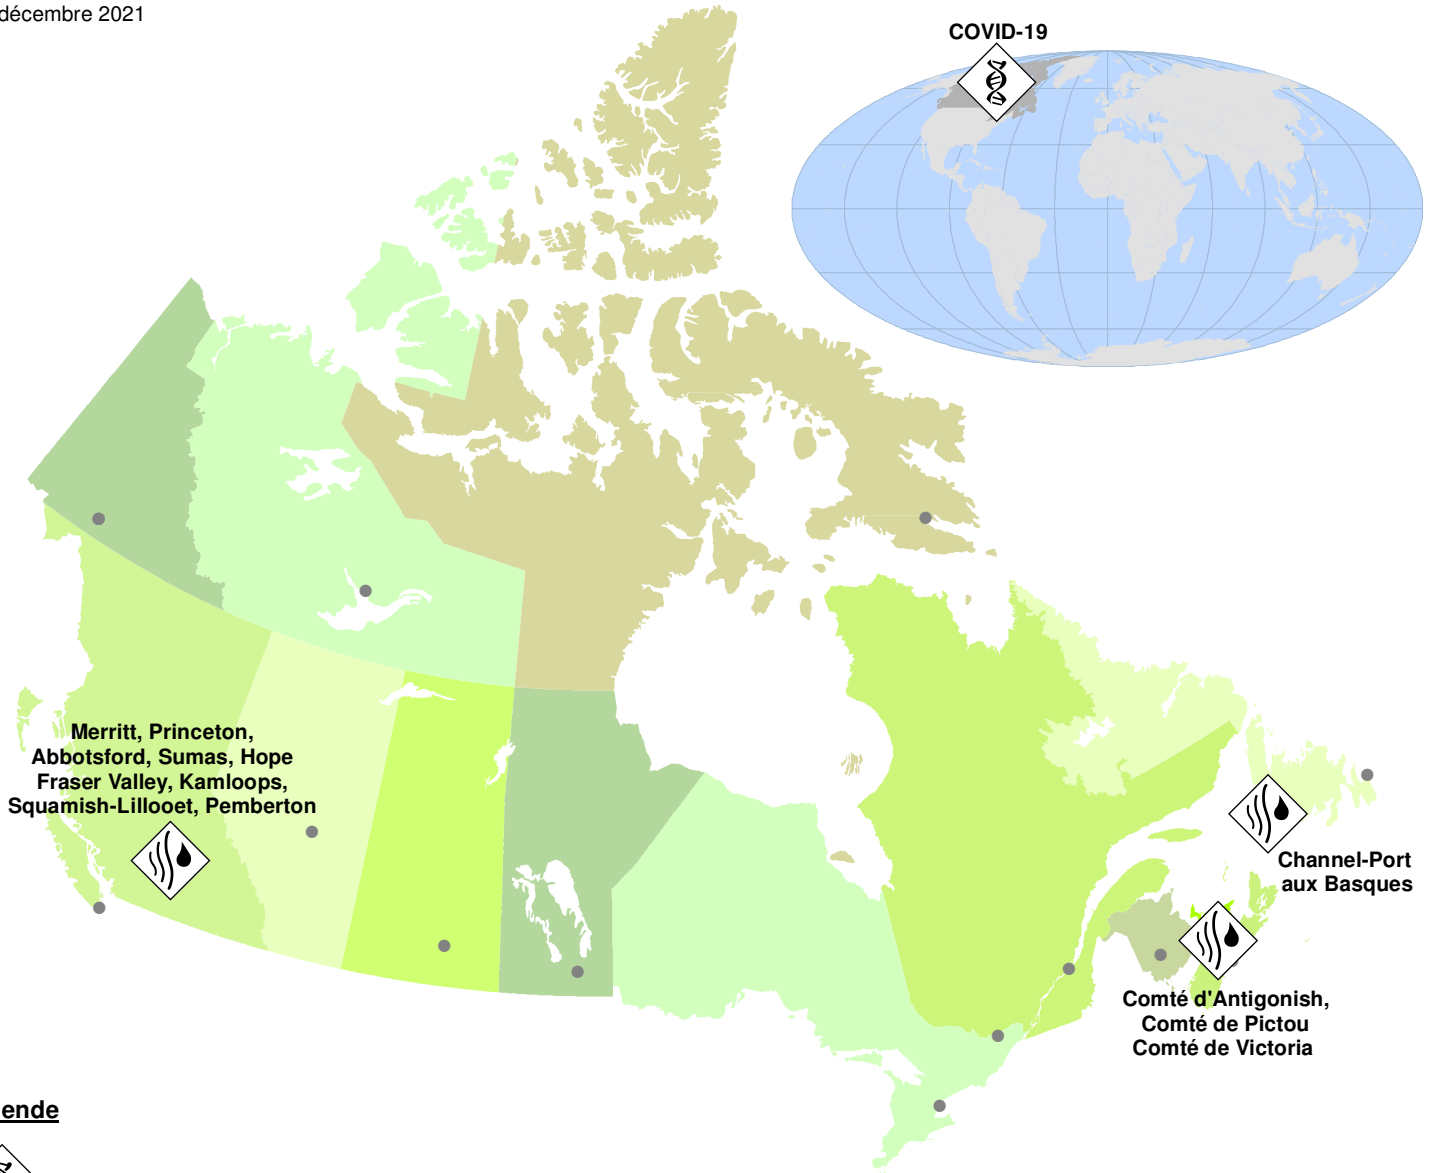 décembre 2021
COVID-19
Merritt, Princeton,
Abbotsford, Sumas, Hope
Fraser Valley, Kamloops,
Squamish-Lillooet, Pemberton
Channel-Port
aux Basques
Comté d'Antigonish,
Comté de Pictou
Comté de Victoria
ende